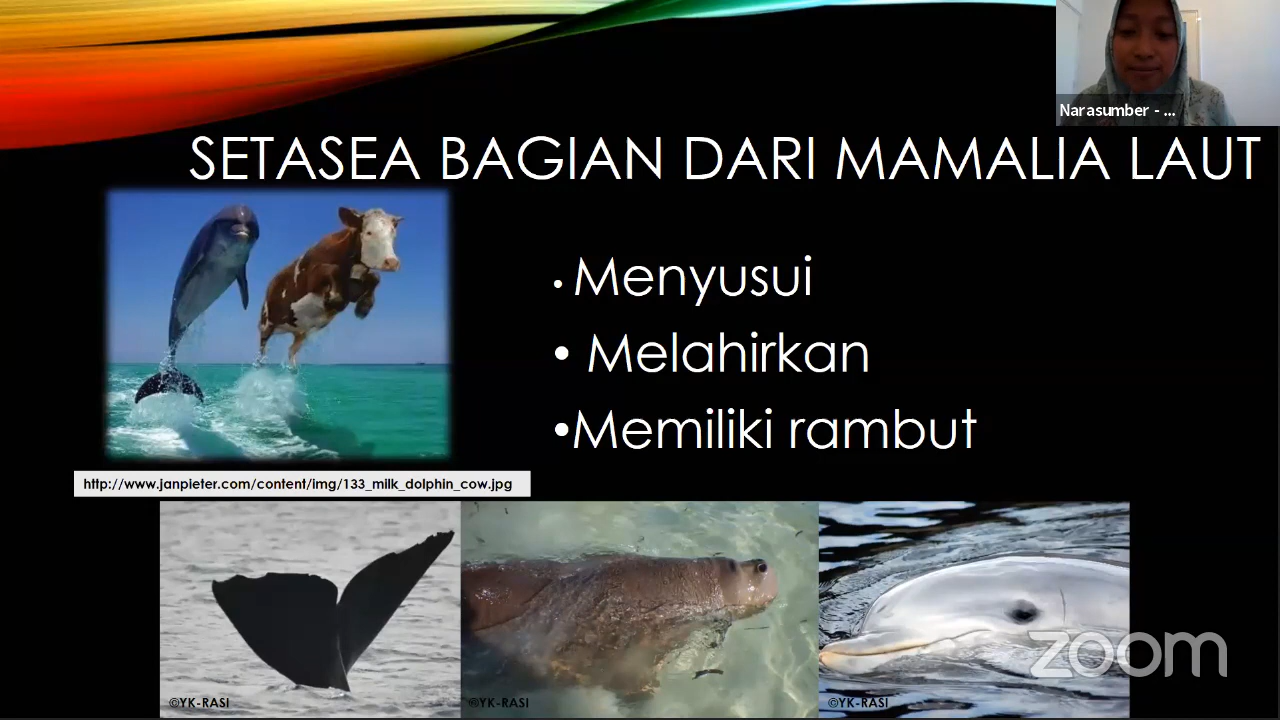 Narasumber - ...
SETASEA BAGIAN DARI MAMALIA LAUT
• Menyusui
• Melahirkan
•Memiliki rambut
http://www.janpieter.com/content/img/133_milk_dolphin_cow.jpg
©YK-RASI
©YK-RASI
©YK-RASI
zoom